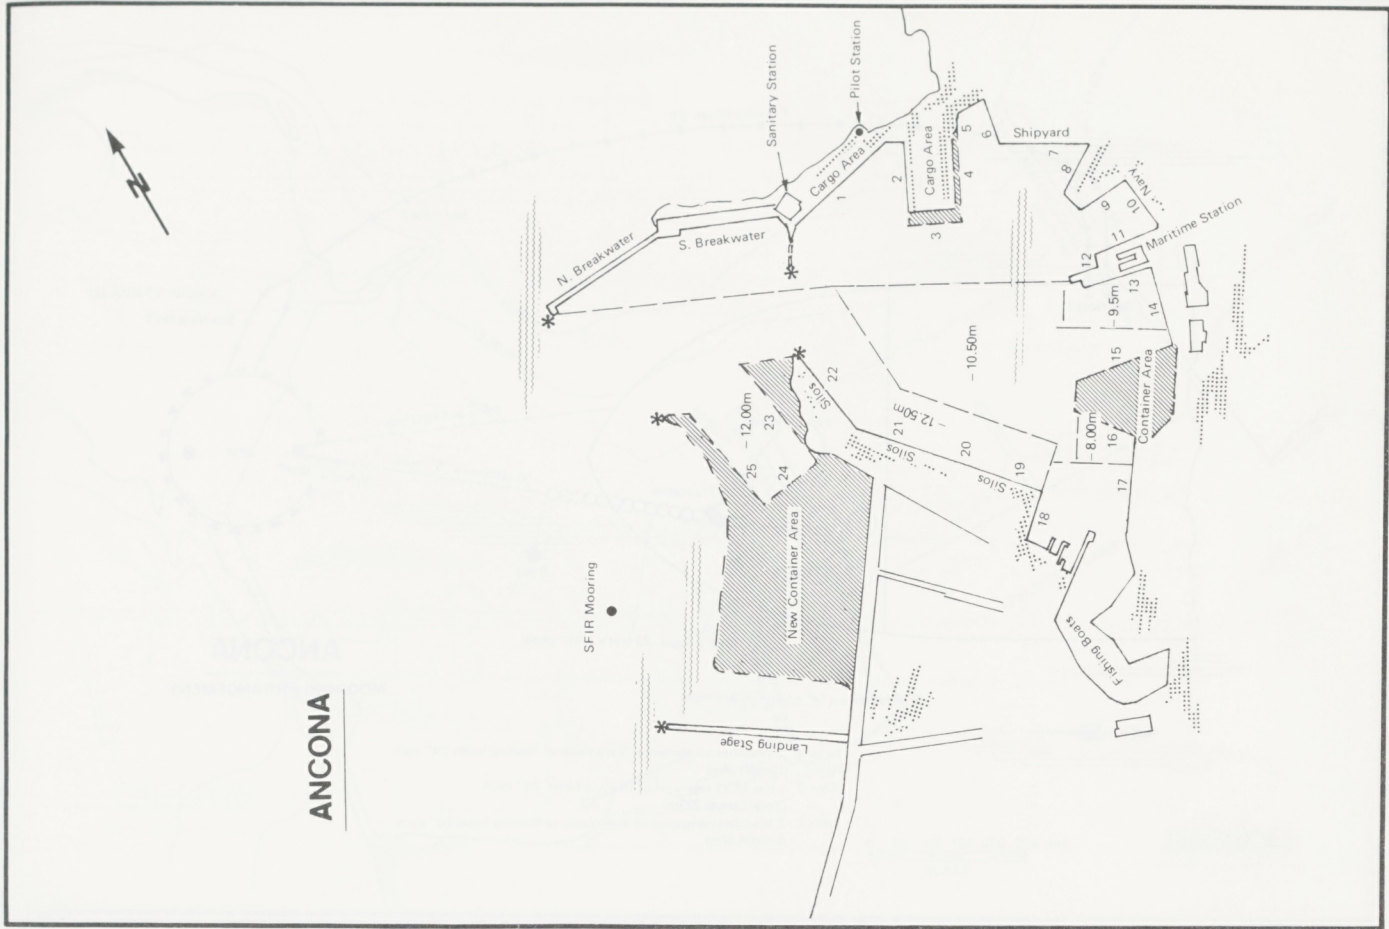 ANCONA
N
Sanitary Station
Pilot Station
N. Breakwater
S. Breakwater
Cargo Area
1
2
3
Cargo Area
4
5
6
Shipyard
7
8
Navy
9
10
11
Maritime Station
12
13
14
– 9.5m
15
Container Area
16
– 8.00m
17
– 10.50m
– 12.50m
18
19
20
21
22
Silos
Silos
Silos
23
– 12.00m
24
25
New Container Area
SFIR Mooring
Landing Stage
Fishing Boats